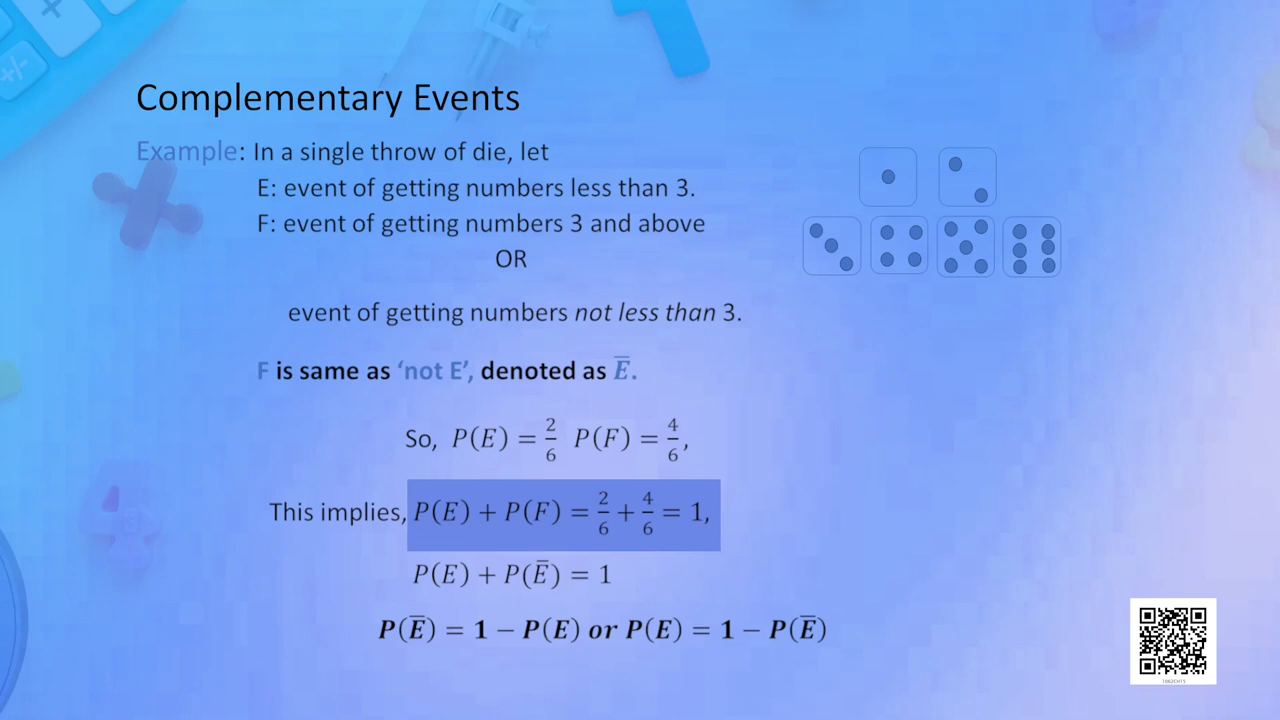 Complementary Events
Example: In a single throw of die, let
E: event of getting numbers less than 3.
F: event of getting numbers 3 and above
OR
event of getting numbers not less than 3.
F is same as ‘not E’, denoted as E̅.
So, P(E) = 2/6 P(F) = 4/6,
This implies, P(E) + P(F) = 2/6 + 4/6 = 1,
P(E) + P(E̅) = 1
P(E̅) = 1 − P(E) or P(E) = 1 − P(E̅)